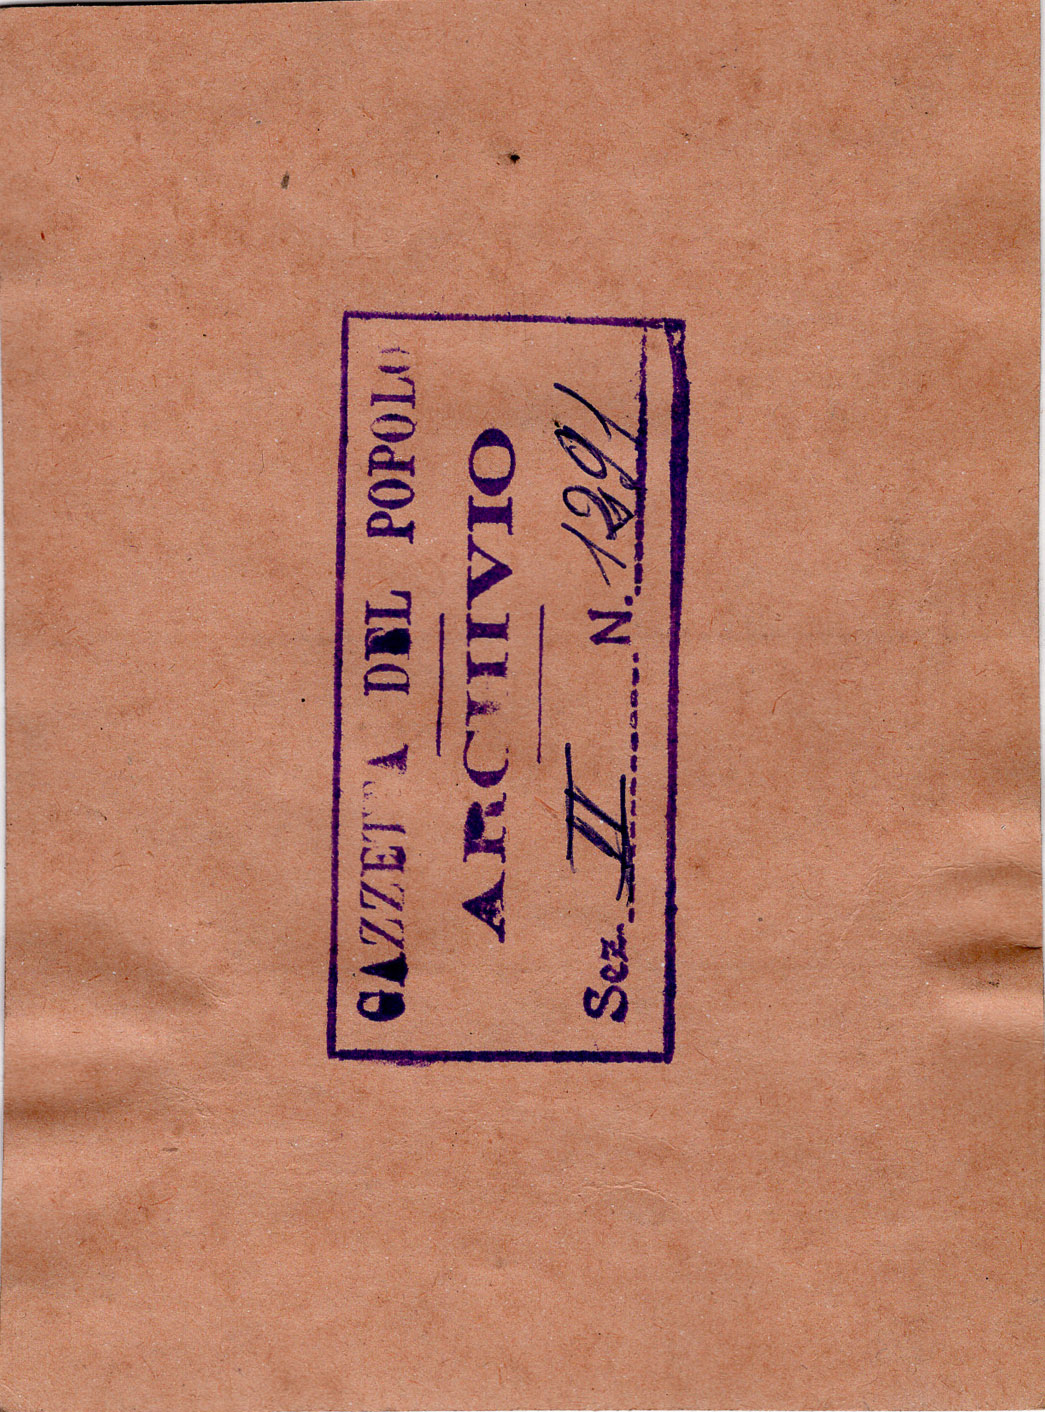 GAZZETTA DEL POPOLO
ARCHIVIO
Sez. II N. 1291